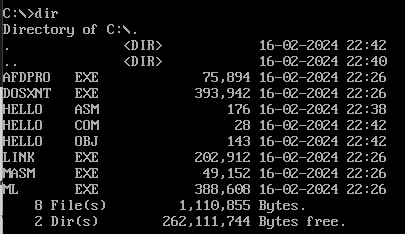 C:\>dir
Directory of C:\.
.              <DIR>            16-02-2024 22:42
..             <DIR>            16-02-2024 22:40
AFDPRO   EXE             75,894 16-02-2024 22:26
DOSXNT   EXE            393,942 16-02-2024 22:26
HELLO    ASM                176 16-02-2024 22:38
HELLO    COM                 28 16-02-2024 22:42
HELLO    OBJ                143 16-02-2024 22:42
LINK     EXE            202,912 16-02-2024 22:26
MASM     EXE             49,152 16-02-2024 22:26
ML       EXE            388,608 16-02-2024 22:26
    8 File(s)         1,110,855 Bytes.
    2 Dir(s)        262,111,744 Bytes free.